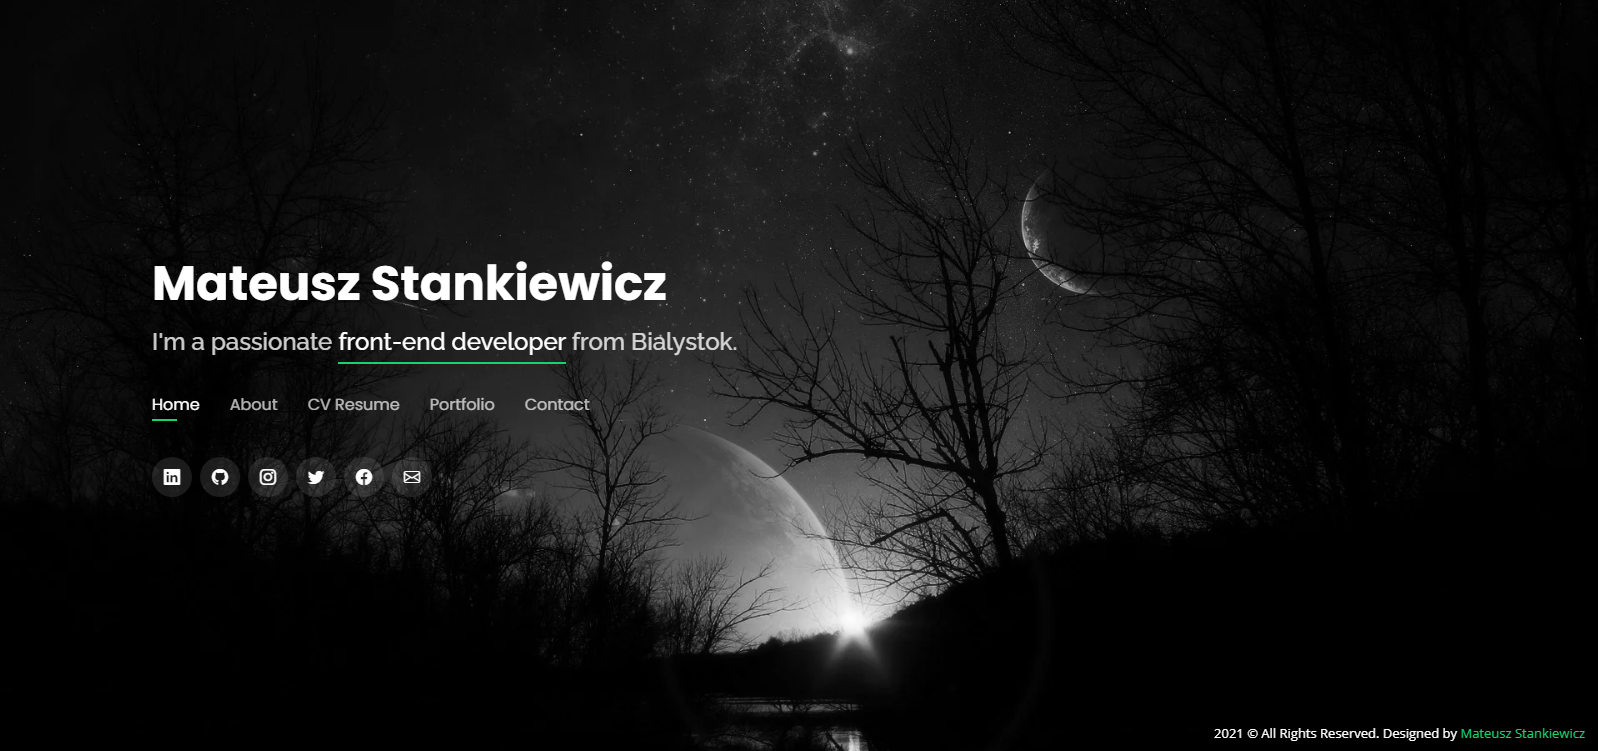 Mateusz Stankiewicz
I'm a passionate front-end developer from Bialystok.
Home About CV Resume Portfolio Contact
2021 © All Rights Reserved. Designed by Mateusz Stankiewicz